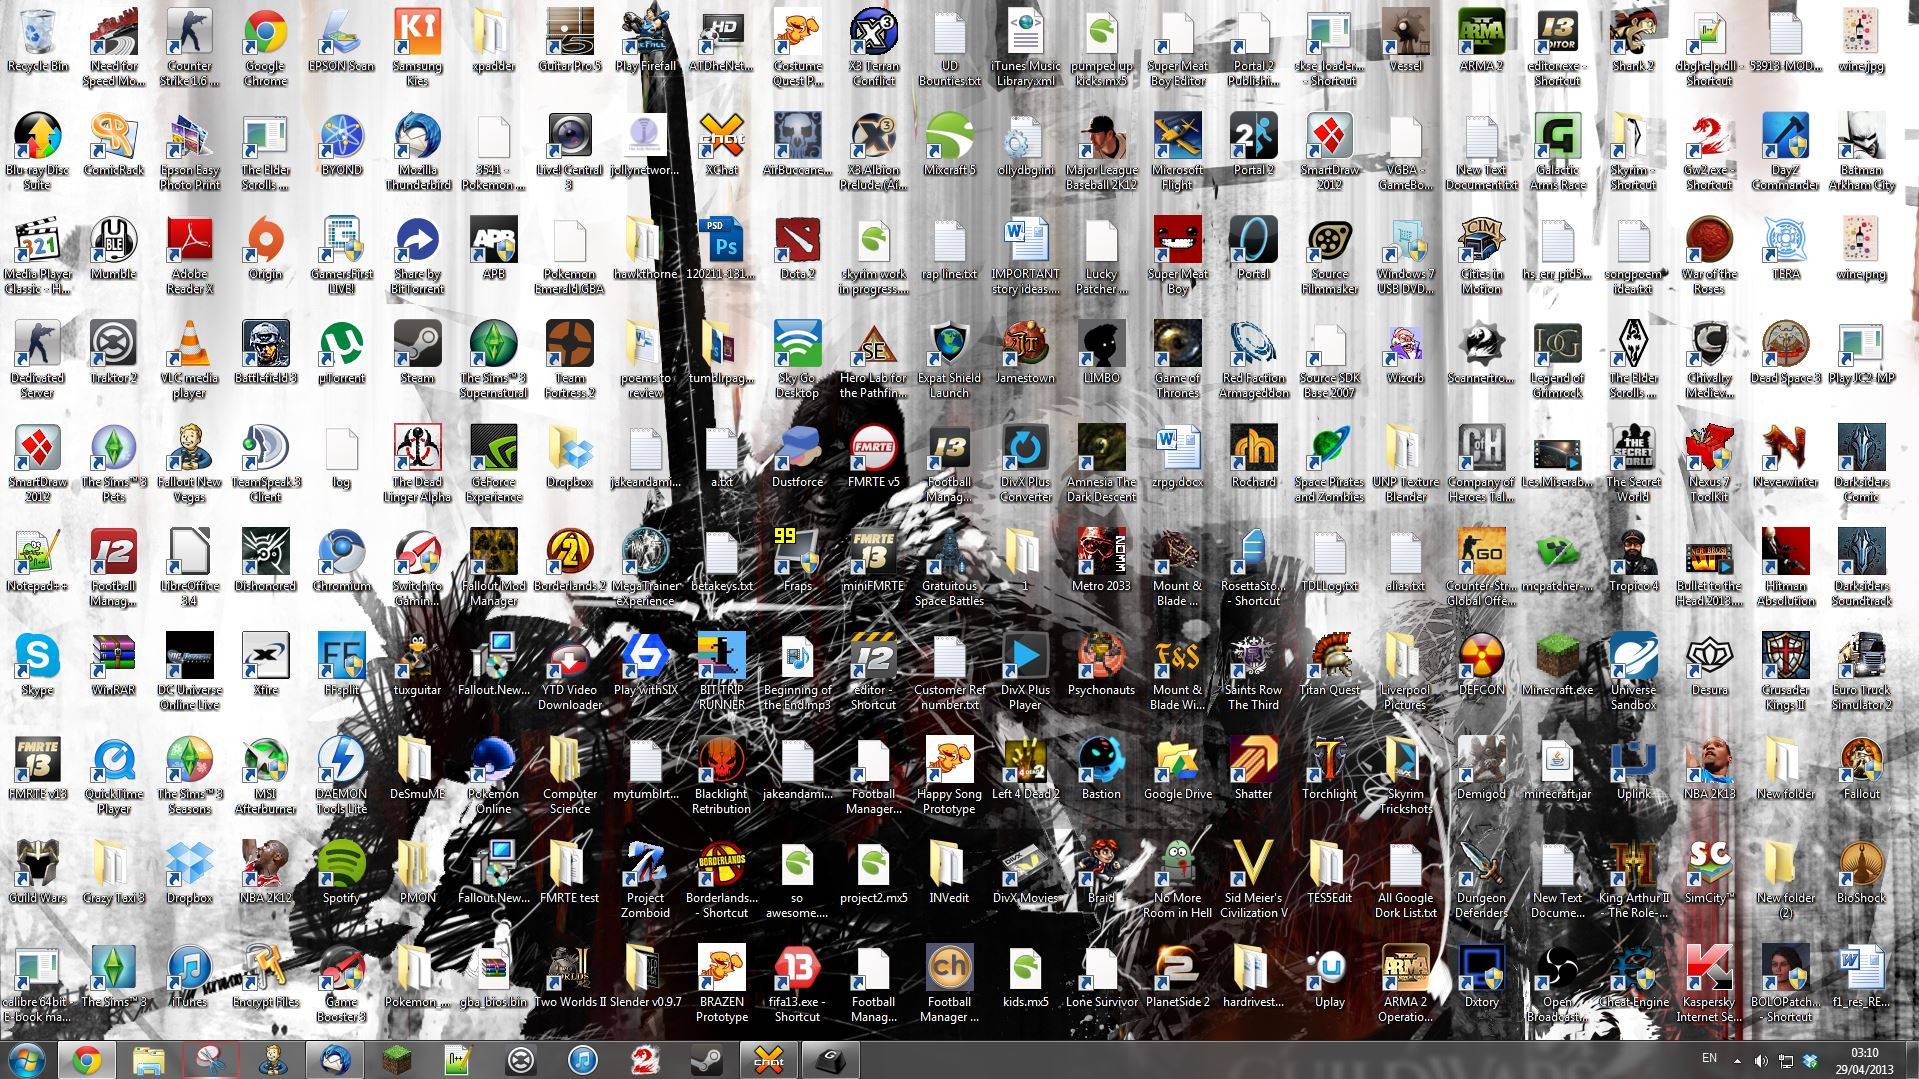 Recycle Bin
Need for Speed Mo...
Counter Strike 1.6 ...
Google Chrome
EPSON Scan
Samsung Kies
xpadder
Guitar Pro 5
Play Firefall
ATDheNet...
Costume Quest P...
X3 Terran Conflict
UD Bounties.txt
iTunes Music Library.xml
pumped up kicks.mx5
Super Meat Boy Editor
Portal 2 Publishi...
skse_loader... - Shortcut
Vessel
ARMA 2
editor.exe - Shortcut
Shank 2
dbghelp.dll - Shortcut
53913-MOD...
wine.jpg
Blu-ray Disc Suite
ComicRack
Epson Easy Photo Print
The Elder Scrolls ...
BYOND
Mozilla Thunderbird
3541 - Pokemon ...
Live! Central 3
jollynetwor...
XChat
AirBuccane...
X3 Albion Prelude (Ai...
Mixcraft 5
ollydbg.ini
Major League Baseball 2K12
Microsoft Flight
Portal 2
SmartDraw 2012
VGBA - GameBo...
New Text Document.txt
Galactic Arms Race
Skyrim - Shortcut
Gw2.exe - Shortcut
DayZ Commander
Batman Arkham City
Media Player Classic - H...
Mumble
Adobe Reader X
Origin
GamersFirst LIVE!
Share by BitTorrent
APB
Pokemon Emerald.GBA
hawkthorne
120211-131...
Dota 2
skyrim work in progress....
rap line.txt
IMPORTANT story ideas....
Lucky Patcher ...
Super Meat Boy
Portal
Source Filmmaker
Windows 7 USB DVD...
Cities in Motion
hs_err_pid5...
songpoem idea.txt
War of the Roses
TERA
wine.png
Dedicated Server
Traktor 2
VLC media player
Battlefield 3
µTorrent
Steam
The Sims™ 3 Supernatural
Team Fortress 2
poems to review
tumblrpag...
Sky Go Desktop
Hero Lab for the Pathfin...
Expat Shield Launch
Jamestown
LIMBO
Game of Thrones
Red Faction Armageddon
Source SDK Base 2007
Wizorb
Scannertro...
Legend of Grimrock
The Elder Scrolls ...
Chivalry Mediev...
Dead Space 3
Play JC2-MP
SmartDraw 2012
The Sims™ 3 Pets
Fallout New Vegas
TeamSpeak 3 Client
log
The Dead Linger Alpha
GeForce Experience
Dropbox
jakeandami...
a.txt
Dustforce
FMRTE v5
Football Manag...
DivX Plus Converter
Amnesia The Dark Descent
zrpg.docx
Rochard
Space Pirates and Zombies
UNP Texture Blender
Company of Heroes Tal...
Les.Miserab...
The Secret World
Nexus 7 ToolKit
Neverwinter
Darksiders Comic
Notepad++
Football Manag...
LibreOffice 3.4
Dishonored
Chromium
Switch to Gamin...
Fallout Mod Manager
Borderlands 2
MegaTrainer eXperience
betakeys.txt
Fraps
miniFMRTE
Gratuitous Space Battles
1
Metro 2033
Mount & Blade ...
RosettaSto... - Shortcut
TDLLog.txt
alias.txt
Counter-Str... Global Offe...
mcpatcher-...
Tropico 4
Bullet to the Head 2013....
Hitman Absolution
Darksiders Soundtrack
Skype
WinRAR
DC Universe Online Live
Xfire
FFsplit
tuxguitar
Fallout.New...
YTD Video Downloader
Play withSIX
BIT.TRIP RUNNER
Beginning of the End.mp3
editor - Shortcut
Customer Ref number.txt
DivX Plus Player
Psychonauts
Mount & Blade Wi...
Saints Row The Third
Titan Quest
Liverpool Pictures
DEFCON
Minecraft.exe
Universe Sandbox
Desura
Crusader Kings II
Euro Truck Simulator 2
FMRTE v13
QuickTime Player
The Sims™ 3 Seasons
MSI Afterburner
DAEMON Tools Lite
DeSmuME
Pokemon Online
Computer Science
mytumblrt...
Blacklight Retribution
jakeandami...
Football Manager...
Happy Song Prototype
Left 4 Dead 2
Bastion
Google Drive
Shatter
Torchlight
Skyrim Trickshots
Demigod
minecraft.jar
Uplink
NBA 2K13
New folder
Fallout
Guild Wars
Crazy Taxi 3
Dropbox
NBA 2K12
Spotify
PMON
Fallout.New...
FMRTE test
Project Zomboid
Borderlands... - Shortcut
so awesome....
project2.mx5
INVedit
DivX Movies
Braid
No More Room in Hell
Sid Meier's Civilization V
TES5Edit
All Google Dork List.txt
Dungeon Defenders
New Text Docume...
King Arthur II - The Role-...
SimCity™
New folder (2)
BioShock
calibre 64bit - E-book ma...
The Sims™ 3
iTunes
Encrypt Files
Game Booster 3
Pokemon_...
gba_bios.bin
Two Worlds II
Slender v0.9.7
BRAZEN Prototype
fifa13.exe - Shortcut
Football Manag...
Football Manager ...
kids.mx5
Lone Survivor
PlanetSide 2
hardrivest...
Uplay
ARMA 2 Operatio...
Dxtory
Open Broadcast...
Cheat Engine
Kaspersky Internet Se...
BOLOPatch... - Shortcut
f1_res_RE...
EN
03:10
29/04/2013